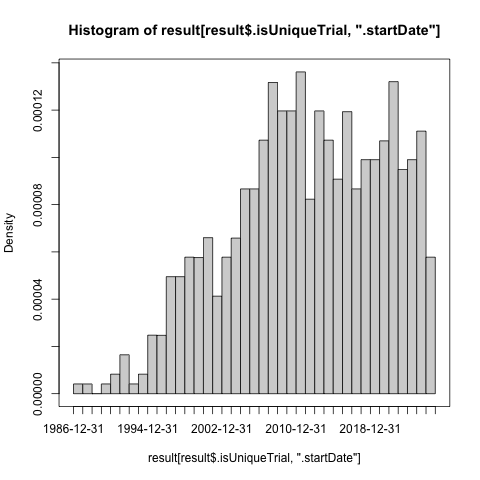 Histogram of result[result$.isUniqueTrial, ".startDate"]
Density
0.00012
0.00008
0.00004
0.00000
1986-12-31 1994-12-31 2002-12-31 2010-12-31 2018-12-31
result[result$.isUniqueTrial, ".startDate"]